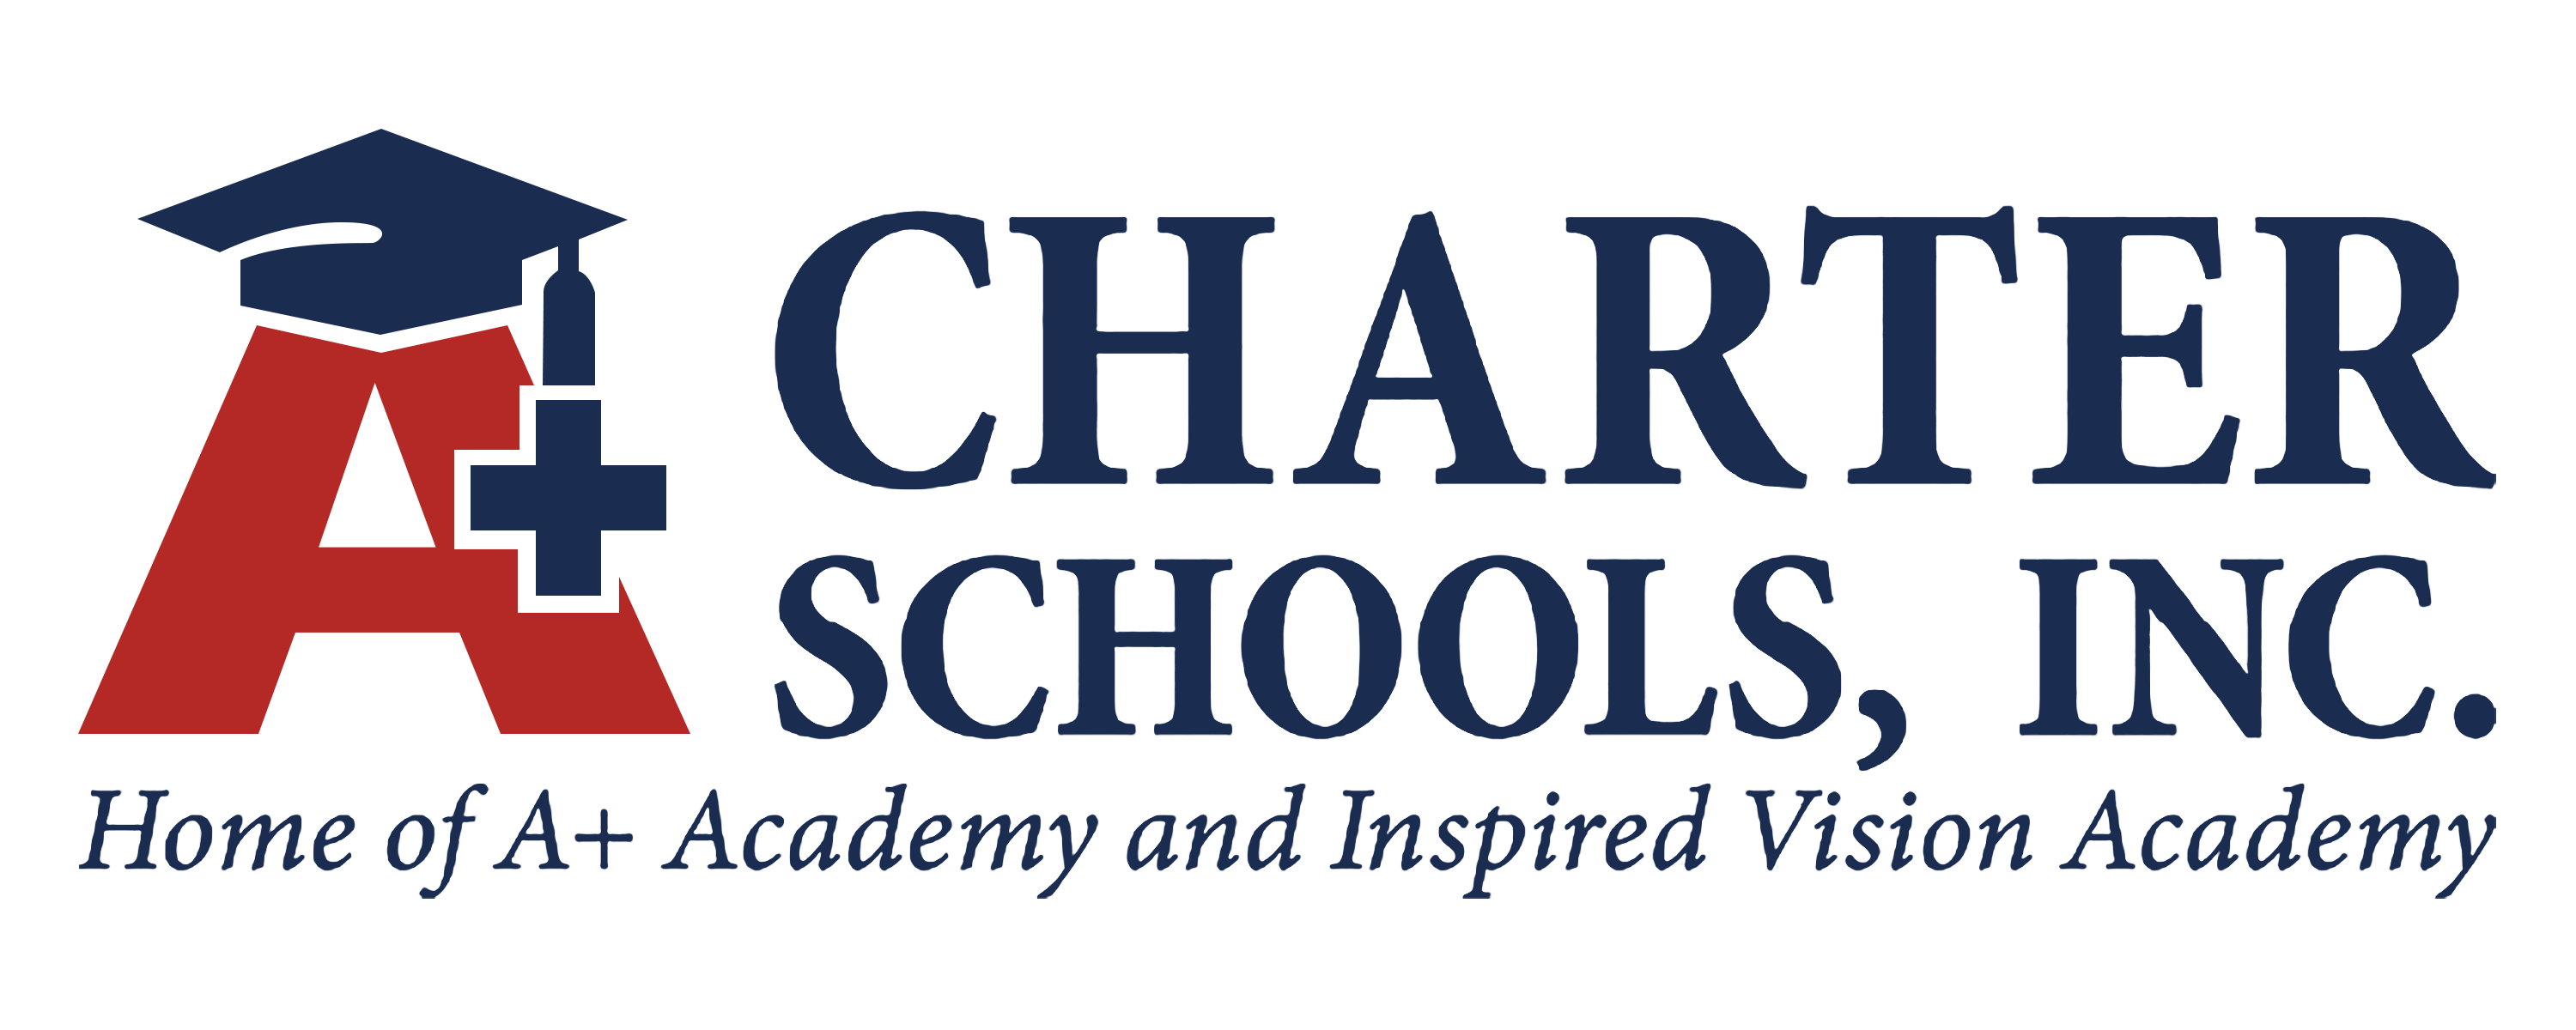 A+ CHARTER
SCHOOLS, INC.
Home of A+ Academy and Inspired Vision Academy